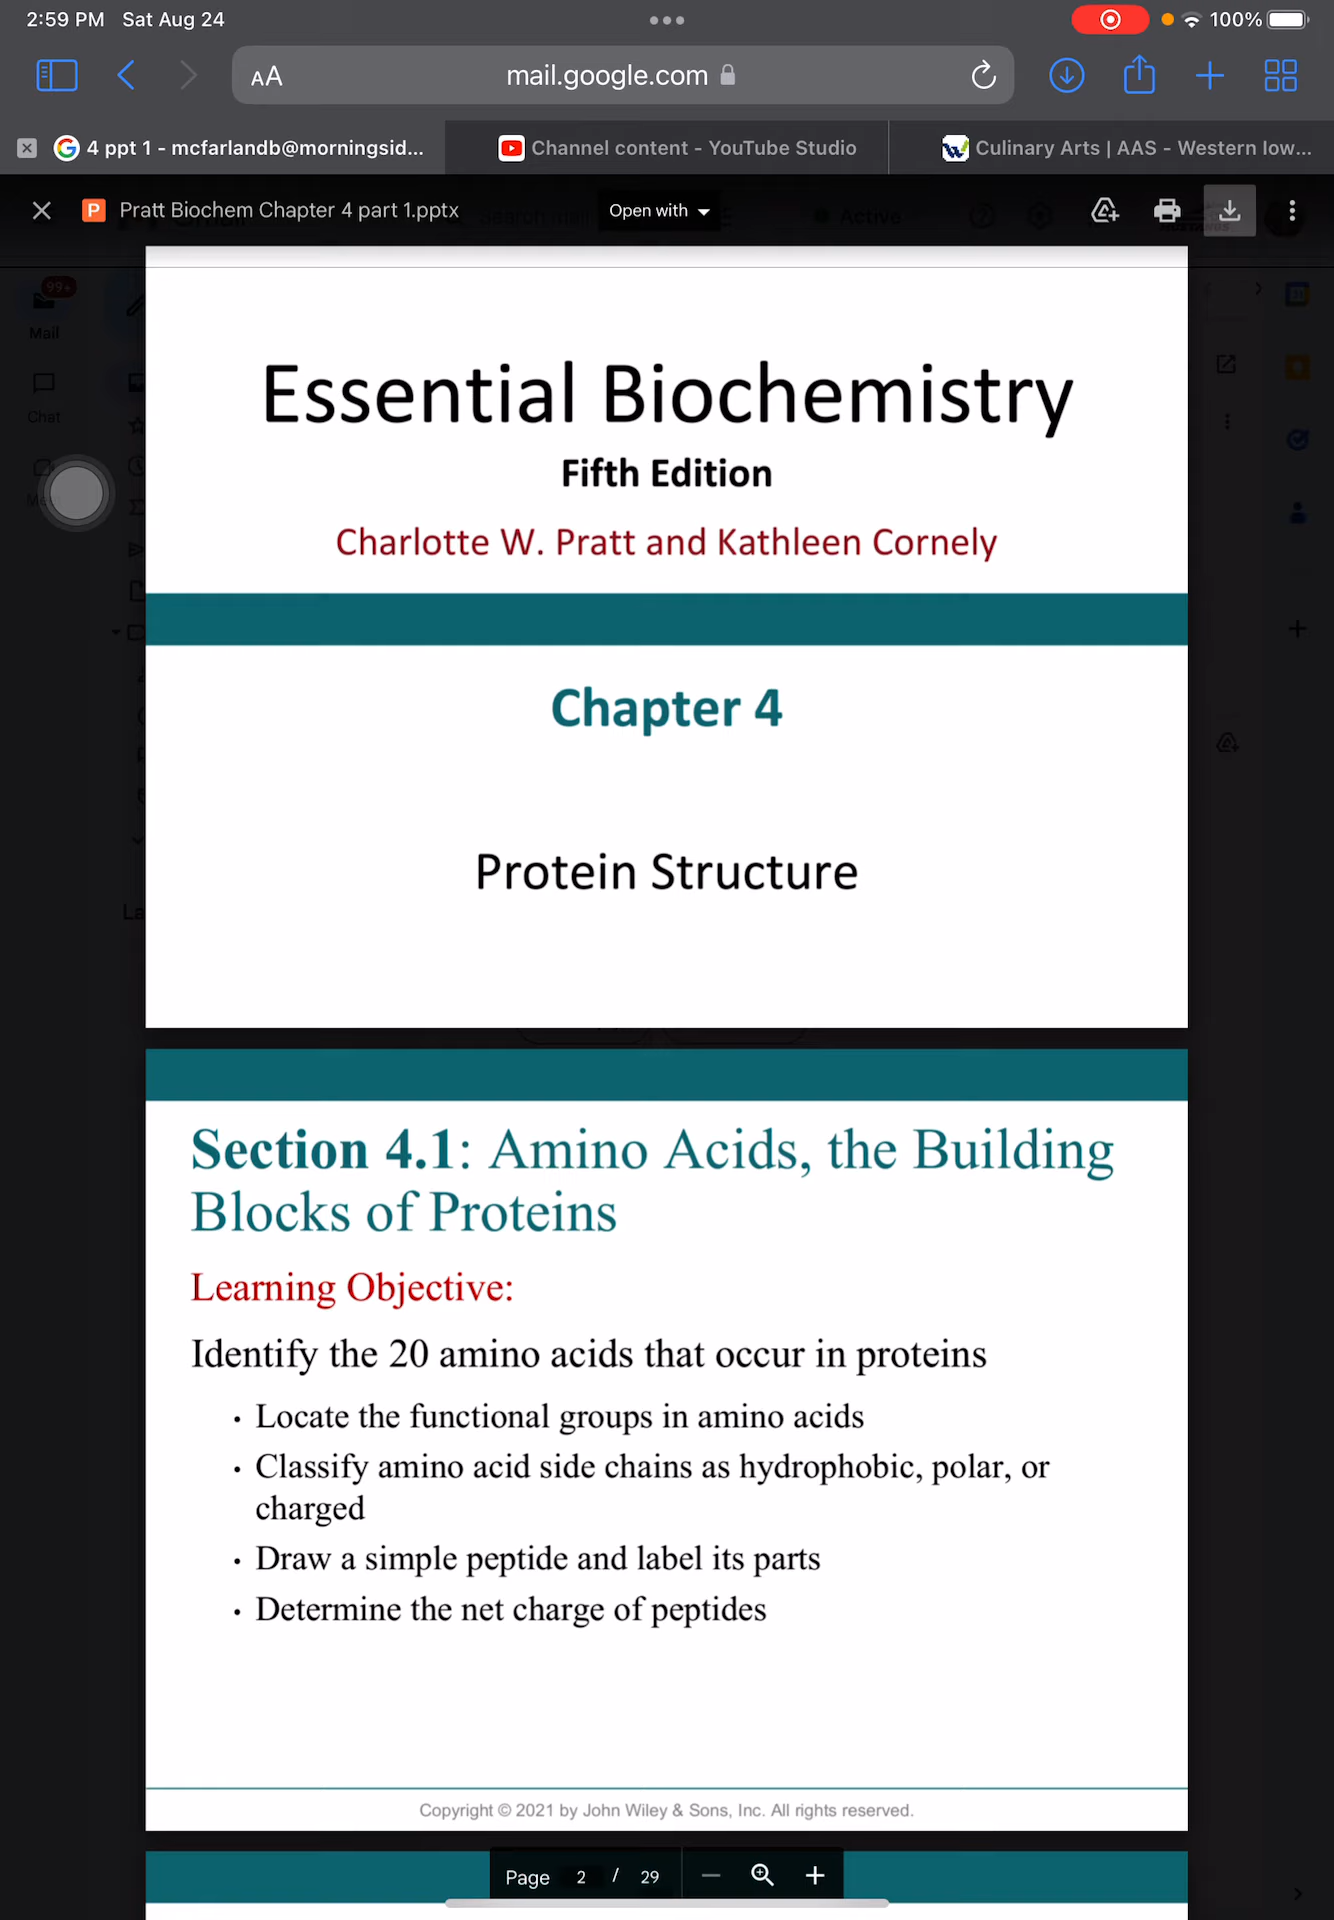 2:59 PM Sat Aug 24
100%
AA
mail.google.com
4 ppt 1 - mcfarlandb@morningsid...
Channel content - YouTube Studio
Culinary Arts | AAS - Western Iow...
P Pratt Biochem Chapter 4 part 1.pptx
Open with
Active
99+
Mail
Chat
Essential Biochemistry
Fifth Edition
Charlotte W. Pratt and Kathleen Cornely
Chapter 4
Protein Structure
Section 4.1: Amino Acids, the Building
Blocks of Proteins
Learning Objective:
Identify the 20 amino acids that occur in proteins
• Locate the functional groups in amino acids
• Classify amino acid side chains as hydrophobic, polar, or
charged
• Draw a simple peptide and label its parts
• Determine the net charge of peptides
Copyright © 2021 by John Wiley & Sons, Inc. All rights reserved.
Page 2 / 29